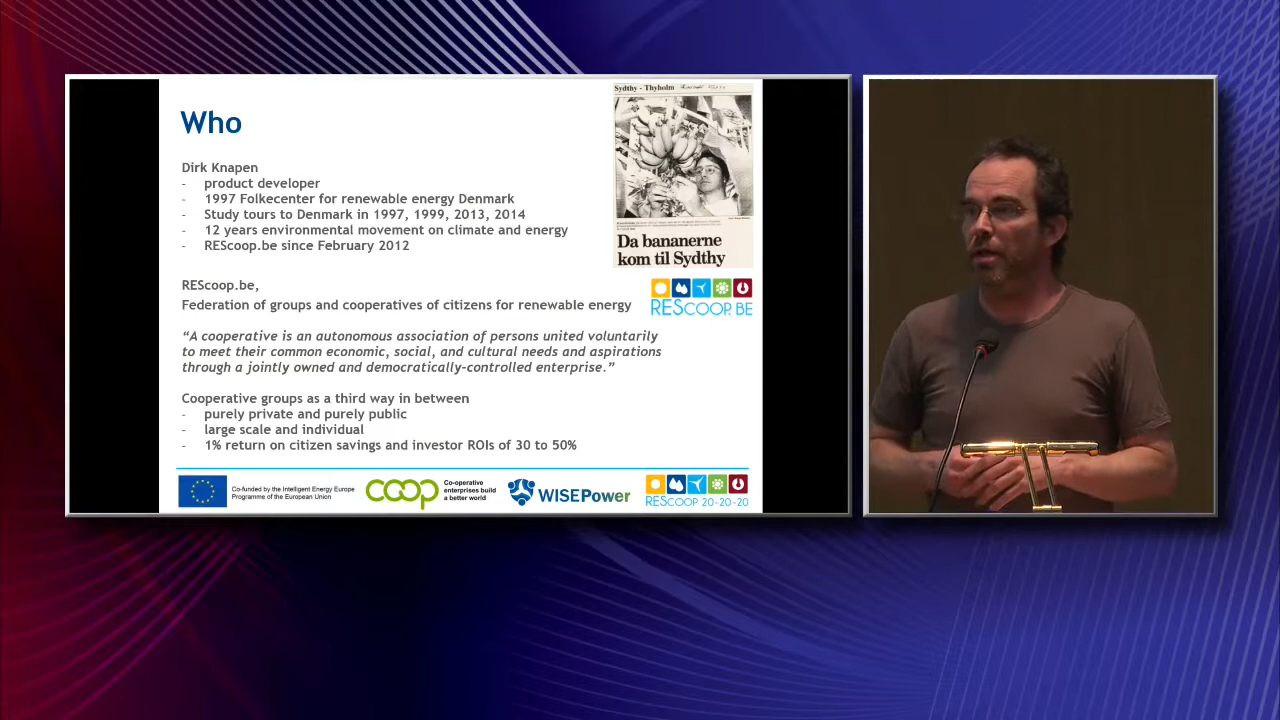 Who
Sydthy - Thyholm
Dirk Knapen
- product developer
- 1997 Folkecenter for renewable energy Denmark
- Study tours to Denmark in 1997, 1999, 2013, 2014
- 12 years environmental movement on climate and energy
- REScoop.be since February 2012
Da bananerne
kom til Sydthy
REScoop.be,
Federation of groups and cooperatives of citizens for renewable energy
REScoop.be
“A cooperative is an autonomous association of persons united voluntarily
to meet their common economic, social, and cultural needs and aspirations
through a jointly owned and democratically-controlled enterprise.”
Cooperative groups as a third way in between
- purely private and purely public
- large scale and individual
- 1% return on citizen savings and investor ROIs of 30 to 50%
Co-funded by the Intelligent Energy Europe
Programme of the European Union
coop
Co-operative
enterprises build
a better world
WISEPower
REScoop 20-20-20